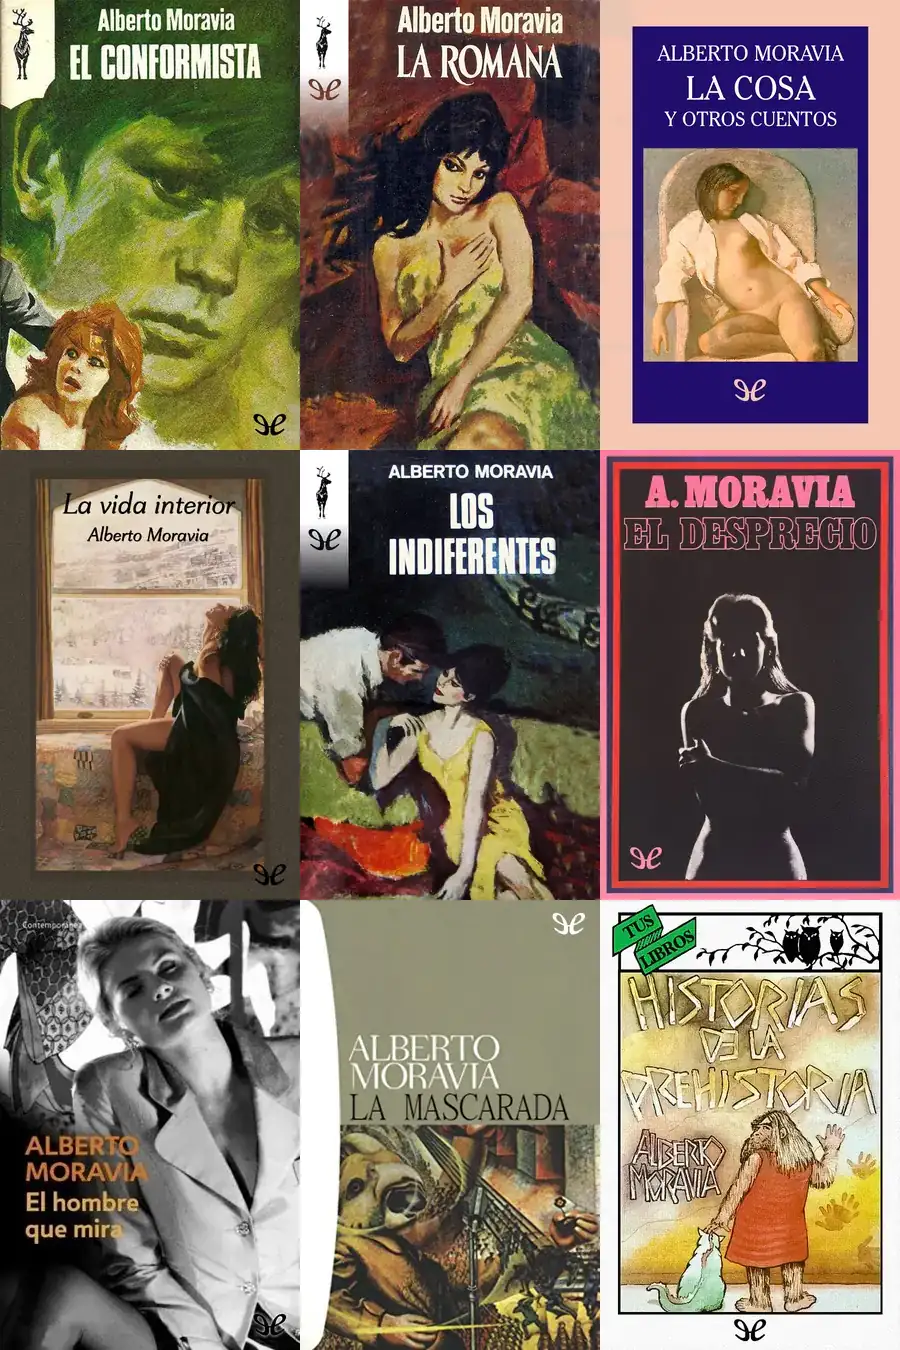 Alberto Moravia
EL CONFORMISTA
Alberto Moravia
LA ROMANA
ALBERTO MORAVIA
LA COSA
Y OTROS CUENTOS
La vida interior
Alberto Moravia
ALBERTO MORAVIA
LOS
INDIFERENTES
A. MORAVIA
EL DESPRECIO
Contemporánea
ALBERTO
MORAVIA
El hombre
que mira
ALBERTO
MORAVIA
LA MASCARADA
TUS
LIBROS
HISTORIAS
DE LA
PREHISTORIA
ALBERTO
MORAVIA